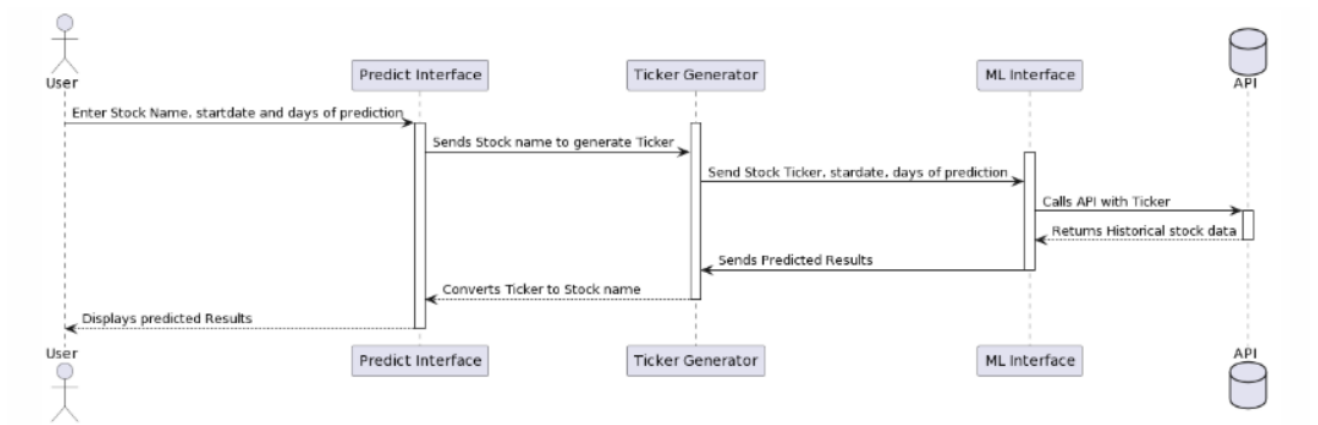 User
Predict Interface
Ticker Generator
ML Interface
API
Enter Stock Name, startdate and days of prediction
Sends Stock name to generate Ticker
Send Stock Ticker, stardate, days of prediction
Calls API with Ticker
Returns Historical stock data
Sends Predicted Results
Converts Ticker to Stock name
Displays predicted Results
User
Predict Interface
Ticker Generator
ML Interface
API